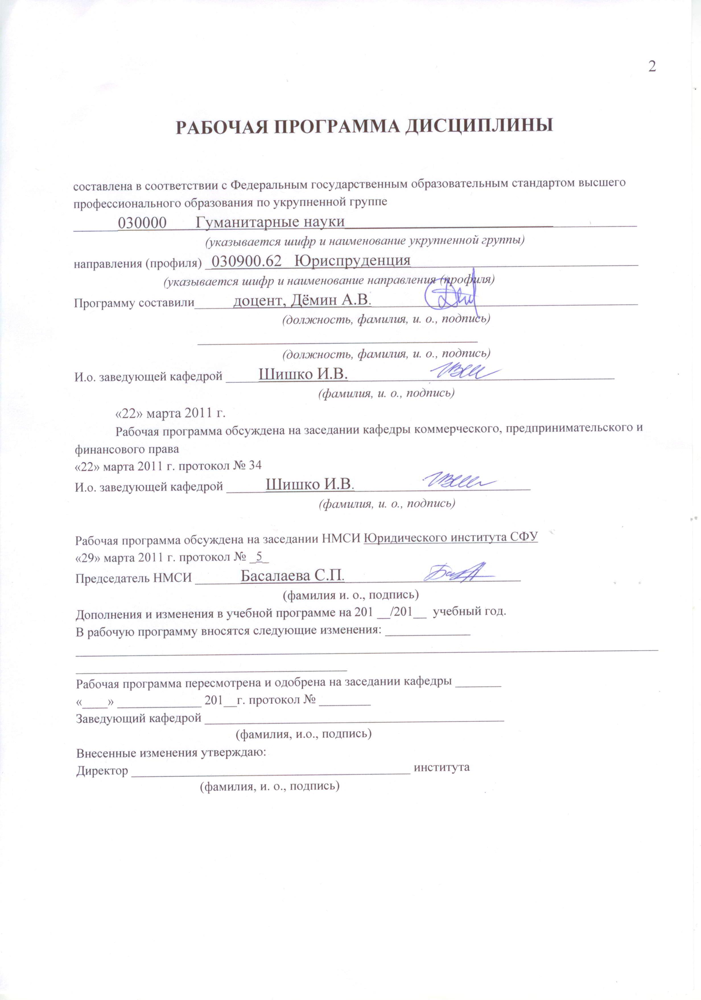 2
РАБОЧАЯ ПРОГРАММА ДИСЦИПЛИНЫ
составлена в соответствии с Федеральным государственным образовательным стандартом высшего
профессионального образования по укрупненной группе
030000 Гуманитарные науки
(указывается шифр и наименование укрупненной группы)
направления (профиля) 030900.62 Юриспруденция
(указывается шифр и наименование направления (профиля)
Программу составили доцент, Дёмин А.В.
(должность, фамилия, и. о., подпись)
(должность, фамилия, и. о., подпись)
И.о. заведующей кафедрой Шишко И.В.
(фамилия, и. о., подпись)
«22» марта 2011 г.
Рабочая программа обсуждена на заседании кафедры коммерческого, предпринимательского и
финансового права
«22» марта 2011 г. протокол № 34
И.о. заведующей кафедрой Шишко И.В.
(фамилия, и. о., подпись)
Рабочая программа обсуждена на заседании НМСИ Юридического института СФУ
«29» марта 2011 г. протокол № _5_
Председатель НМСИ Басалаева С.П.
(фамилия и. о., подпись)
Дополнения и изменения в учебной программе на 201 __/201__ учебный год.
В рабочую программу вносятся следующие изменения: ______________
Рабочая программа пересмотрена и одобрена на заседании кафедры ________
«____» _____________ 201__г. протокол № ________
Заведующий кафедрой ______________
(фамилия, и.о., подпись)
Внесенные изменения утверждаю:
Директор ______________ института
(фамилия, и. о., подпись)